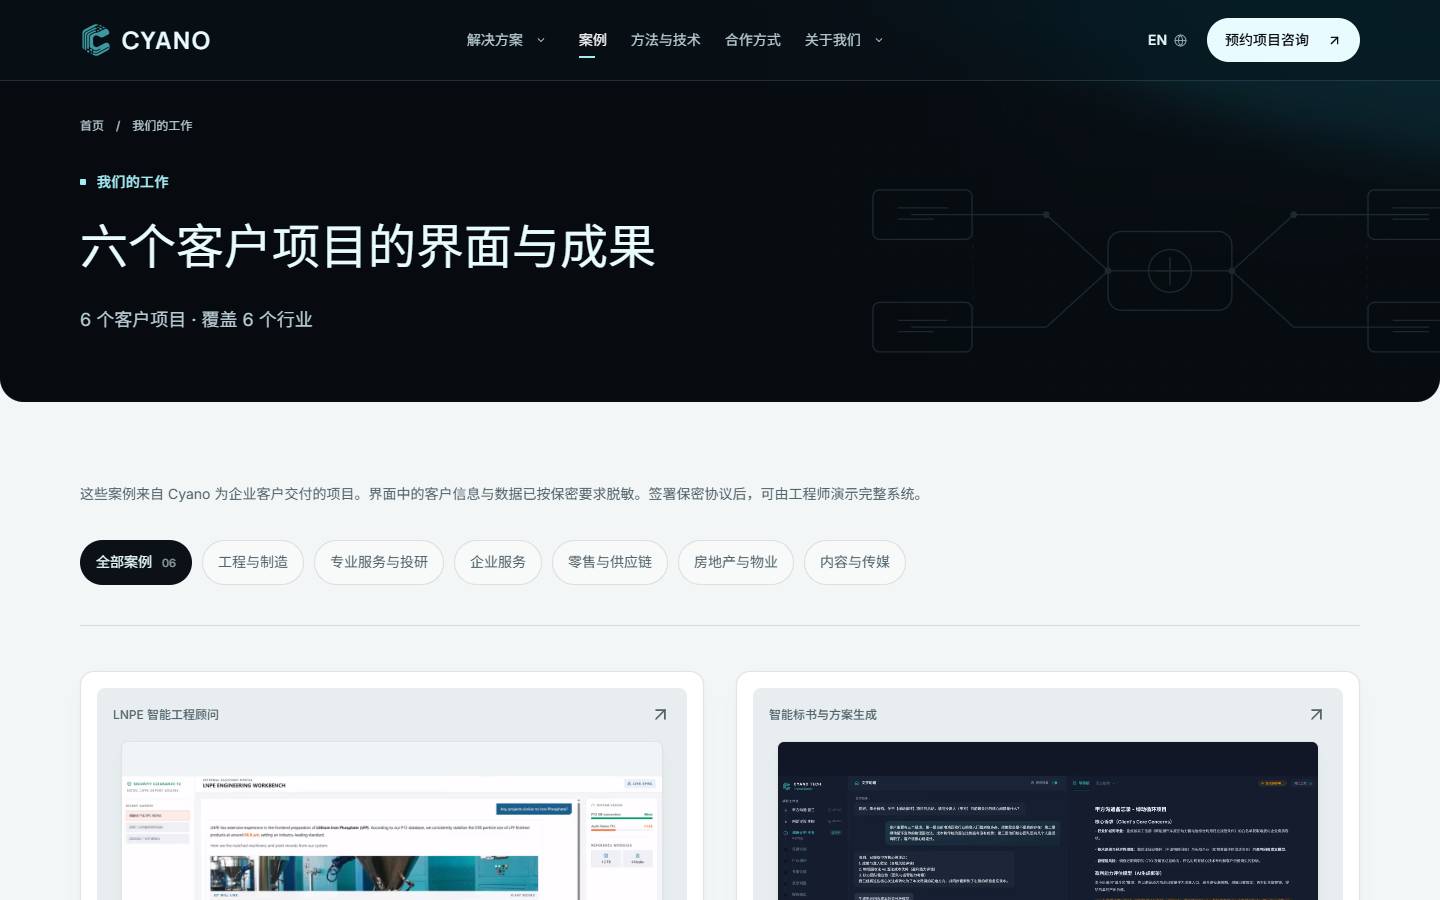 CYANO
解决方案
案例
方法与技术
合作方式
关于我们
EN
预约项目咨询
首页 / 我们的工作
我们的工作
六个客户项目的界面与成果
6 个客户项目 · 覆盖 6 个行业
这些案例来自 Cyano 为企业客户交付的项目。界面中的客户信息与数据已按保密要求脱敏。签署保密协议后，可由工程师演示完整系统。
全部案例 06
工程与制造
专业服务与投研
企业服务
零售与供应链
房地产与物业
内容与传媒
LNPE 智能工程顾问
LNPE ENGINEERING WORKBENCH
智能标书与方案生成
CYANO TECH